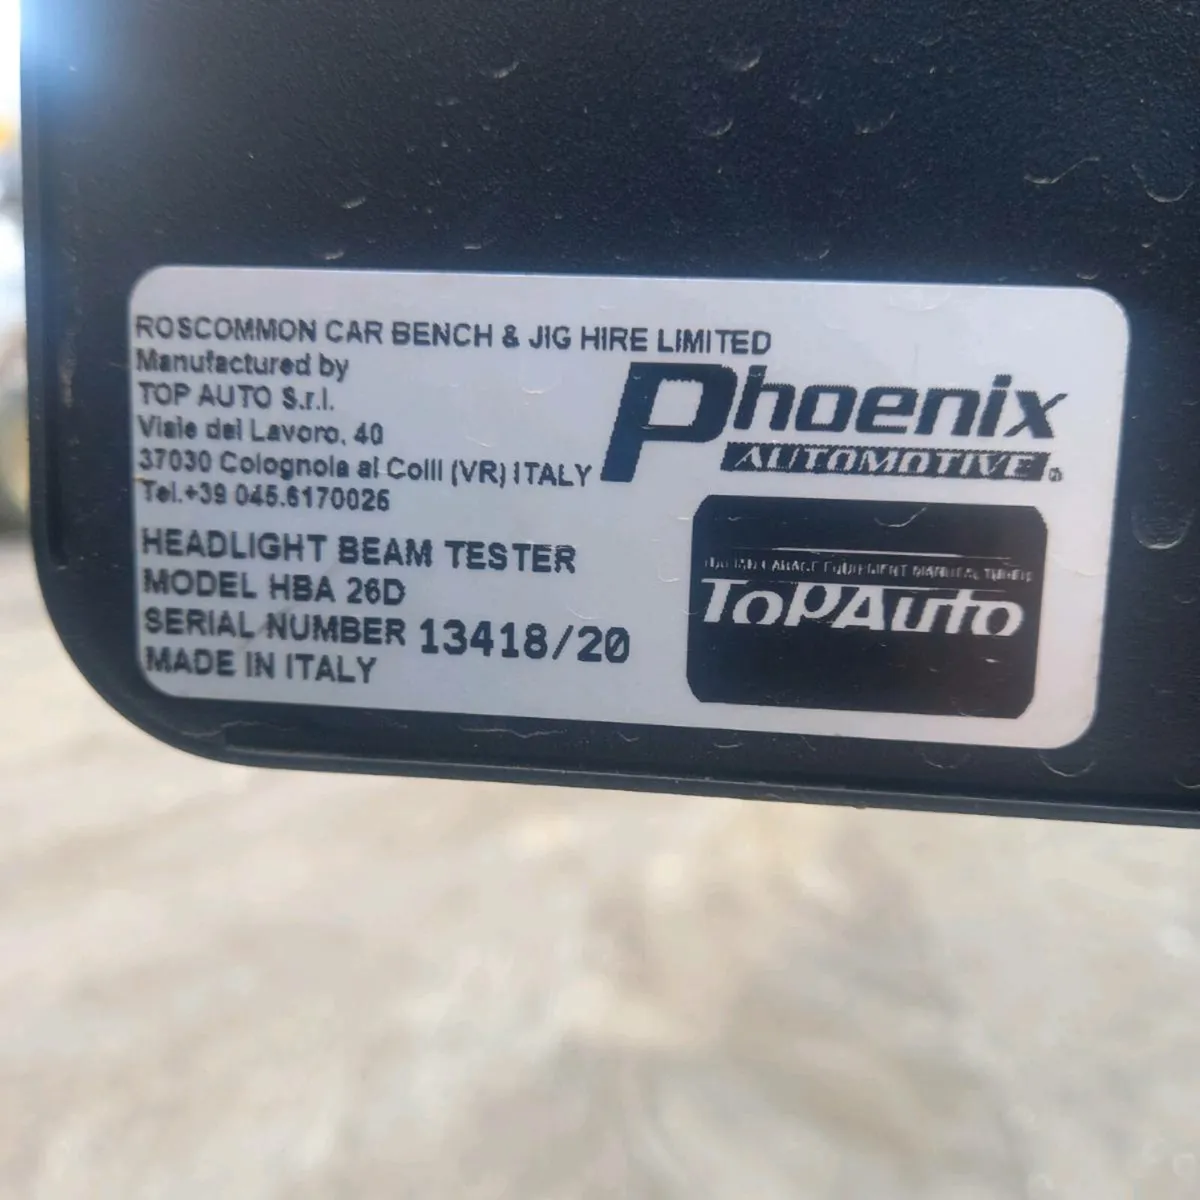 ROSCOMMON CAR BENCH & JIG HIRE LIMITED
Manufactured by
TOP AUTO S.r.l.
Viale del Lavoro, 40
37030 Colognola ai Colli (VR) ITALY
Tel.+39 045.6170026
HEADLIGHT BEAM TESTER
MODEL HBA 26D
SERIAL NUMBER 13418/20
MADE IN ITALY
Phoenix
AUTOMOTIVE
GARAGE EQUIPMENT
TopAuto